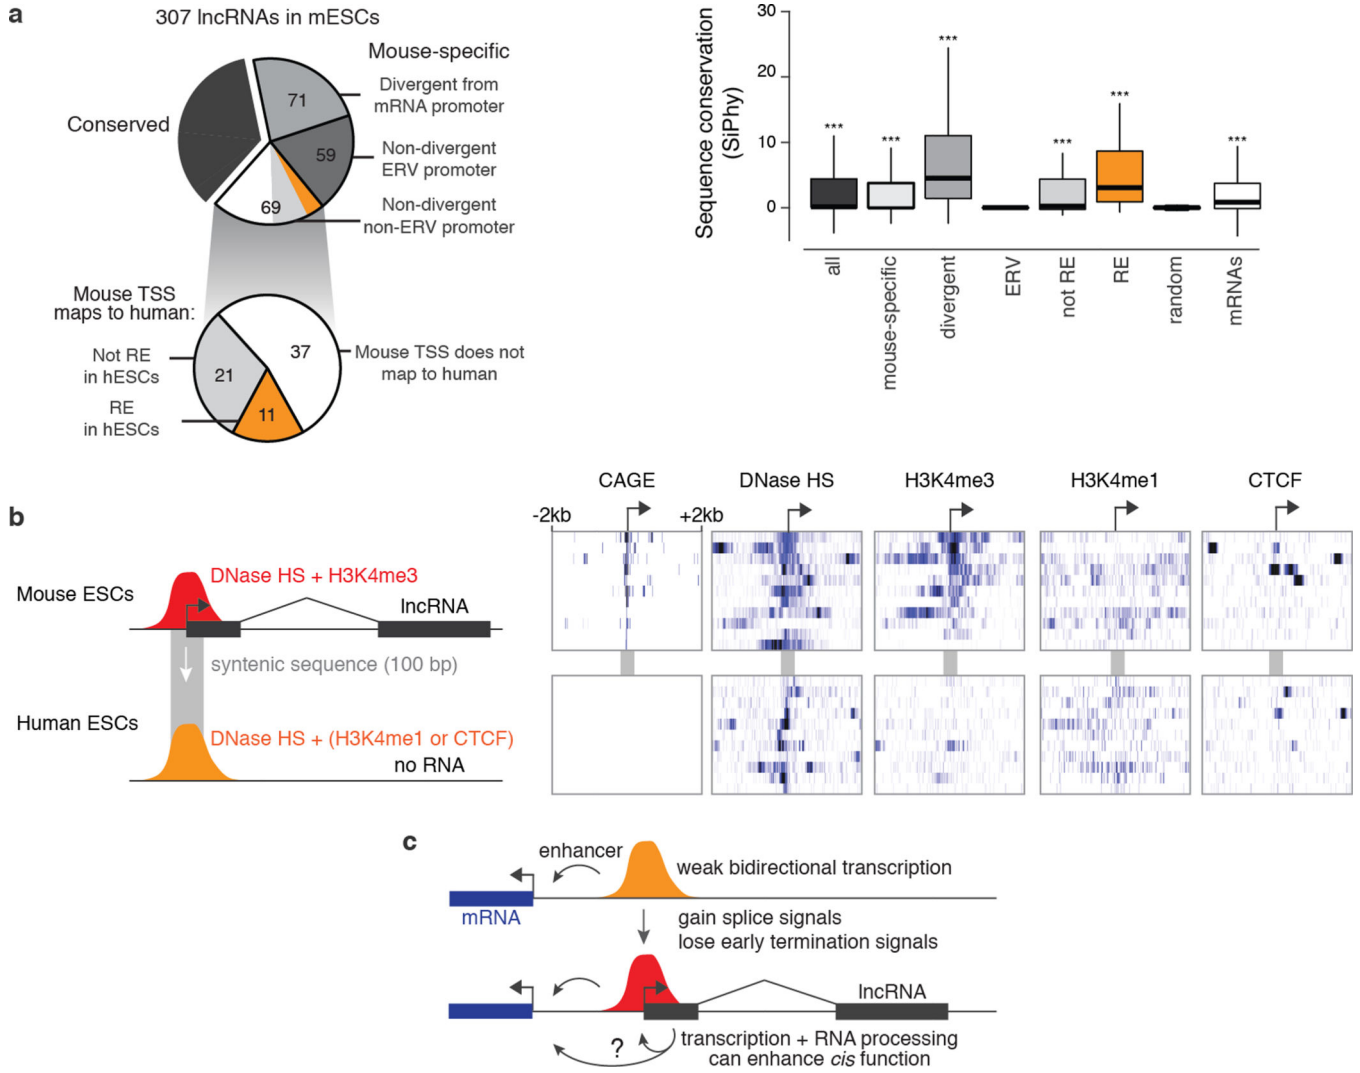 a
307 lncRNAs in mESCs
Mouse-specific
Conserved
71
Divergent from
mRNA promoter
59
Non-divergent
ERV promoter
69
Non-divergent
non-ERV promoter
Mouse TSS
maps to human:
Not RE
in hESCs
21
37
Mouse TSS does not
map to human
RE
in hESCs
11
Sequence conservation
(SiPhy)
30
20
10
0
***
***
***
***
***
***
all
mouse-specific
divergent
ERV
not RE
RE
random
mRNAs
b
Mouse ESCs
DNase HS + H3K4me3
lncRNA
syntenic sequence (100 bp)
Human ESCs
DNase HS + (H3K4me1 or CTCF)
no RNA
CAGE
DNase HS
H3K4me3
H3K4me1
CTCF
-2kb
+2kb
c
enhancer
weak bidirectional transcription
mRNA
gain splice signals
lose early termination signals
lncRNA
?
transcription + RNA processing
can enhance cis function